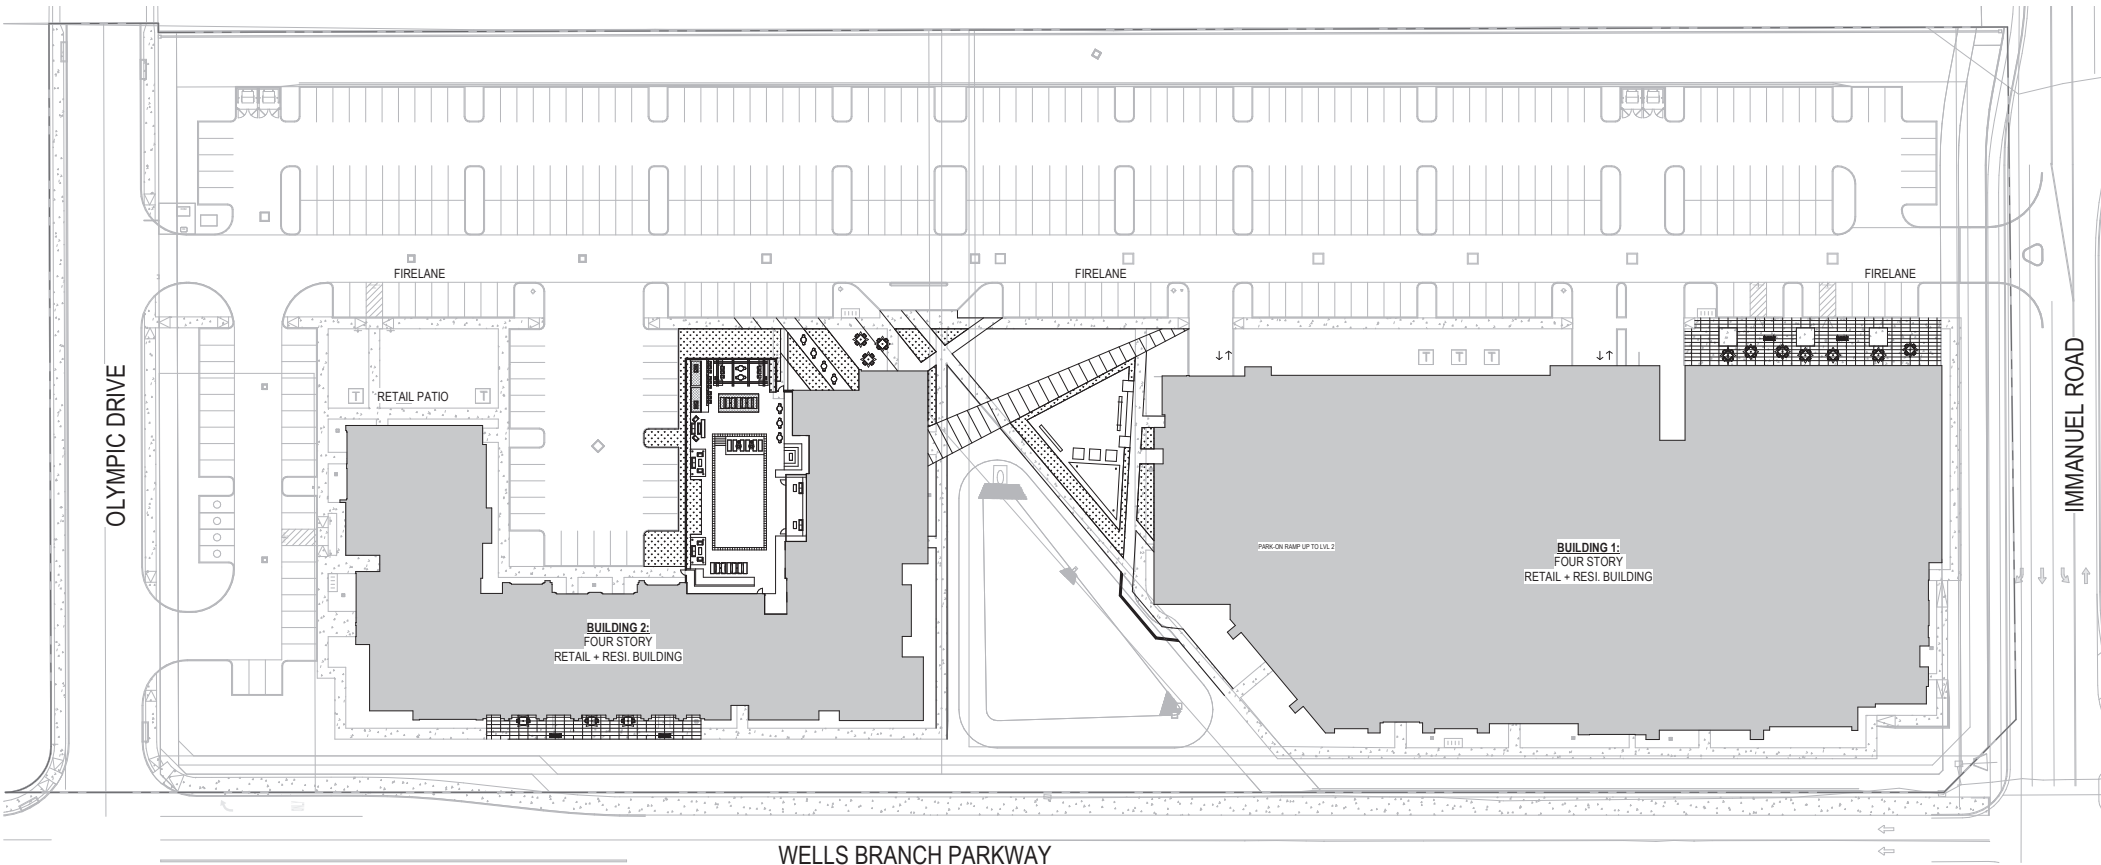 FIRELANE
FIRELANE
FIRELANE
OLYMPIC DRIVE
T
RETAIL PATIO
T
T
T
T
IMMANUEL ROAD
PARK-ON RAMP UP TO LVL 2
BUILDING 1:
FOUR STORY
RETAIL + RESI. BUILDING
BUILDING 2:
FOUR STORY
RETAIL + RESI. BUILDING
WELLS BRANCH PARKWAY